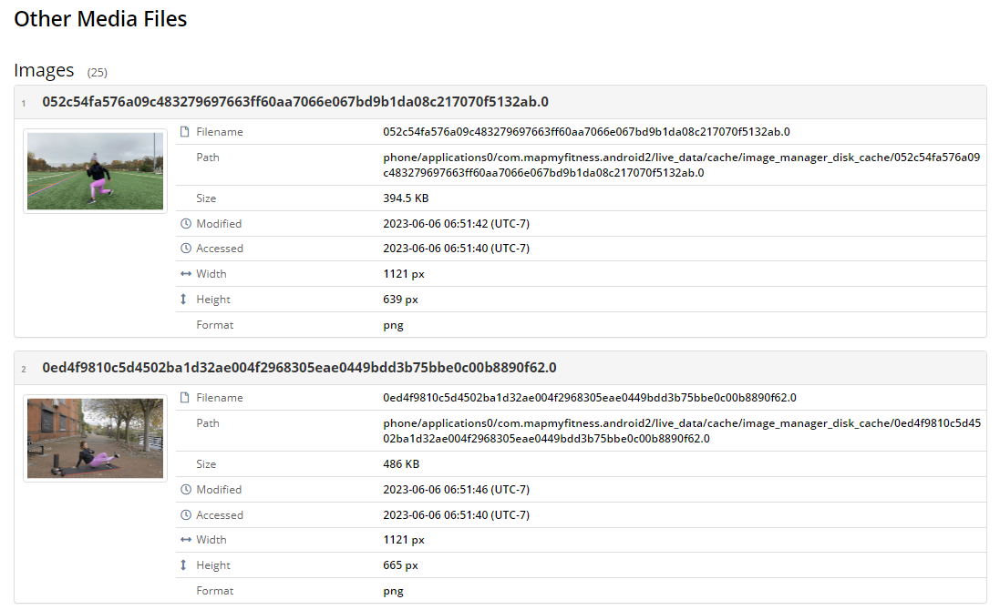 Other Media Files
Images (25)
1 052c54fa576a09c483279697663ff60aa7066e067bd9b1da08c217070f5132ab.0
Filename 052c54fa576a09c483279697663ff60aa7066e067bd9b1da08c217070f5132ab.0
Path phone/applications0/com.mapmyfitness.android2/live_data/cache/image_manager_disk_cache/052c54fa576a09
c483279697663ff60aa7066e067bd9b1da08c217070f5132ab.0
Size 394.5 KB
Modified 2023-06-06 06:51:42 (UTC-7)
Accessed 2023-06-06 06:51:40 (UTC-7)
Width 1121 px
Height 639 px
Format png
2 0ed4f9810c5d4502ba1d32ae004f2968305eae0449bdd3b75bbe0c00b8890f62.0
Filename 0ed4f9810c5d4502ba1d32ae004f2968305eae0449bdd3b75bbe0c00b8890f62.0
Path phone/applications0/com.mapmyfitness.android2/live_data/cache/image_manager_disk_cache/0ed4f9810c5d45
02ba1d32ae004f2968305eae0449bdd3b75bbe0c00b8890f62.0
Size 486 KB
Modified 2023-06-06 06:51:46 (UTC-7)
Accessed 2023-06-06 06:51:40 (UTC-7)
Width 1121 px
Height 665 px
Format png